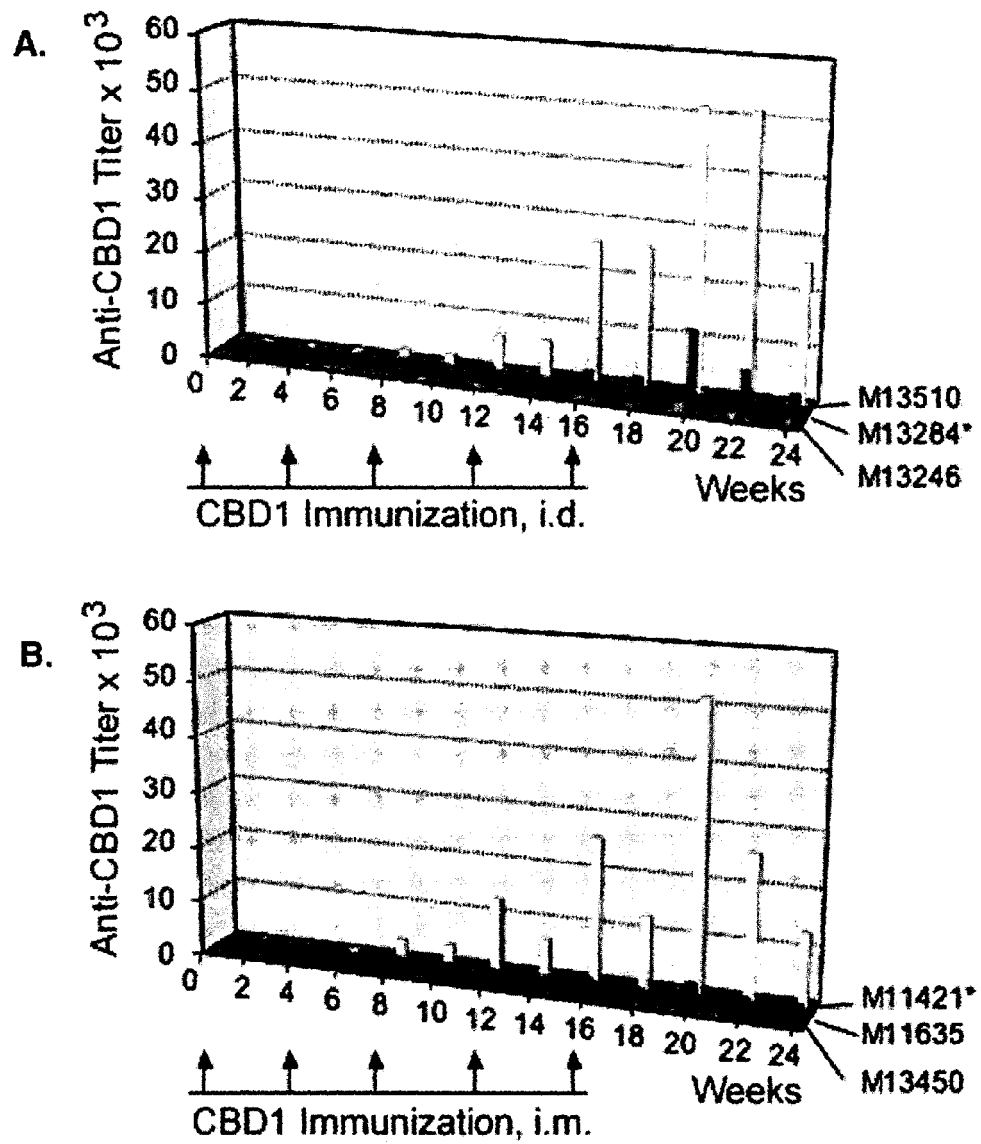 A.
Anti-CBD1 Titer x 10³
60
50
40
30
20
10
0
0 2 4 6 8 10 12 14 16 18 20 22 24
Weeks
M13510
M13284*
M13246
CBD1 Immunization, i.d.
B.
Anti-CBD1 Titer x 10³
60
50
40
30
20
10
0
0 2 4 6 8 10 12 14 16 18 20 22 24
Weeks
M11421*
M11635
M13450
CBD1 Immunization, i.m.